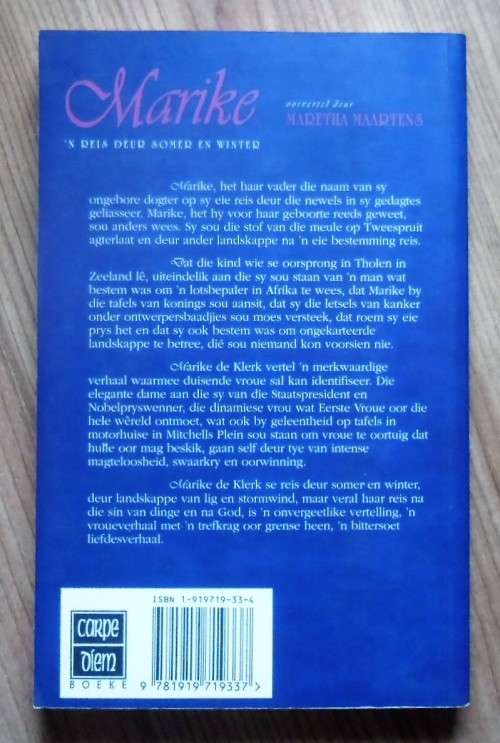 Marike
oorvertel deur
MARETHA MAARTENS
'N REIS DEUR SOMER EN WINTER
Marike, het haar vader die naam van sy
ongebore dogter op sy eie reis deur die newels in sy gedagtes
geliasseer. Marike, het hy voor haar geboorte reeds geweet,
sou anders wees. Sy sou die stof van die meule op Tweespruit
agterlaat en deur ander landskappe na 'n eie bestemming reis.
Dat die kind wie se oorsprong in Tholen in
Zeeland lê, uiteindelik aan die sy sou staan van 'n man wat
bestem was om 'n lotsbepaler in Afrika te wees, dat Marike by
die tafels van konings sou aansit, dat sy die letsels van kanker
onder ontwerpersbaadjies sou moes versteek, dat roem sy eie
prys het en dat sy ook bestem was om ongekarteerde
landskappe te betree, dié sou niemand kon voorsien nie.
Marike de Klerk vertel 'n merkwaardige
verhaal waarmee duisende vroue sal kan identifiseer. Die
elegante dame aan die sy van die Staatspresident en
Nobelpryswenner, die dinamiese vrou wat Eerste Vroue oor die
hele wêreld ontmoet, wat ook by geleentheid op tafels in
motorhuise in Mitchells Plein sou staan om vroue te oortuig dat
hulle oor mag beskik, gaan self deur tye van intense
magteloosheid, swaarkry en oorwinning.
Marike de Klerk se reis deur somer en winter,
deur landskappe van lig en stormwind, maar veral haar reis na
die sin van dinge en na God, is 'n onvergeetlike vertelling, 'n
vroueverhaal met 'n trefkrag oor grense heen, 'n bittersoet
liefdesverhaal.
ISBN 1-919719-33-4
CARPE
DIEM
BOEKE
9 781919 719337 >